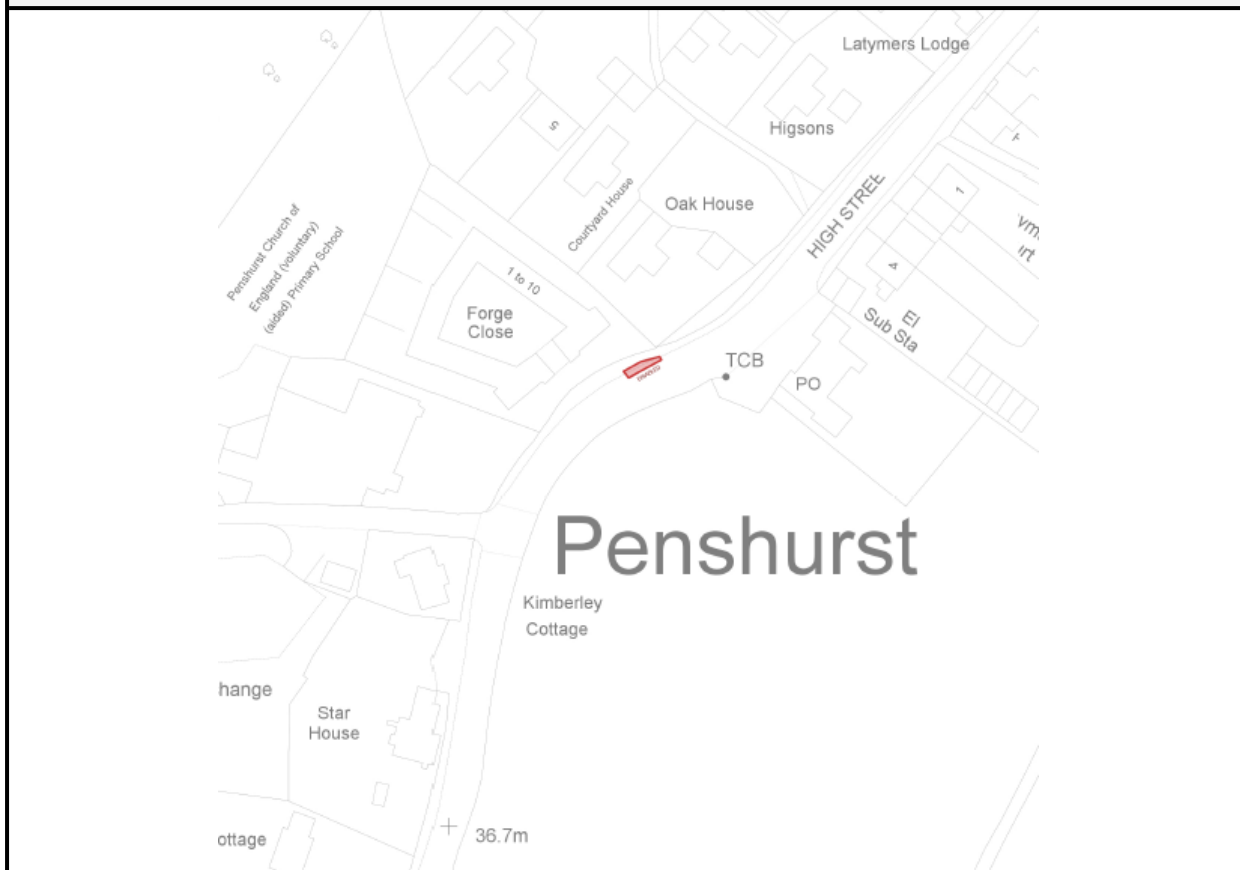 Latymers Lodge
Higsons
5
HIGH STREET
Oak House
Courtyard House
1
Penshurst Church of
England (voluntary)
(aided) Primary School
1 to 10
4
Forge
Close
El
Sub Sta
TCB
PO
Penshurst
Kimberley
Cottage
hange
Star
House
36.7m
ottage